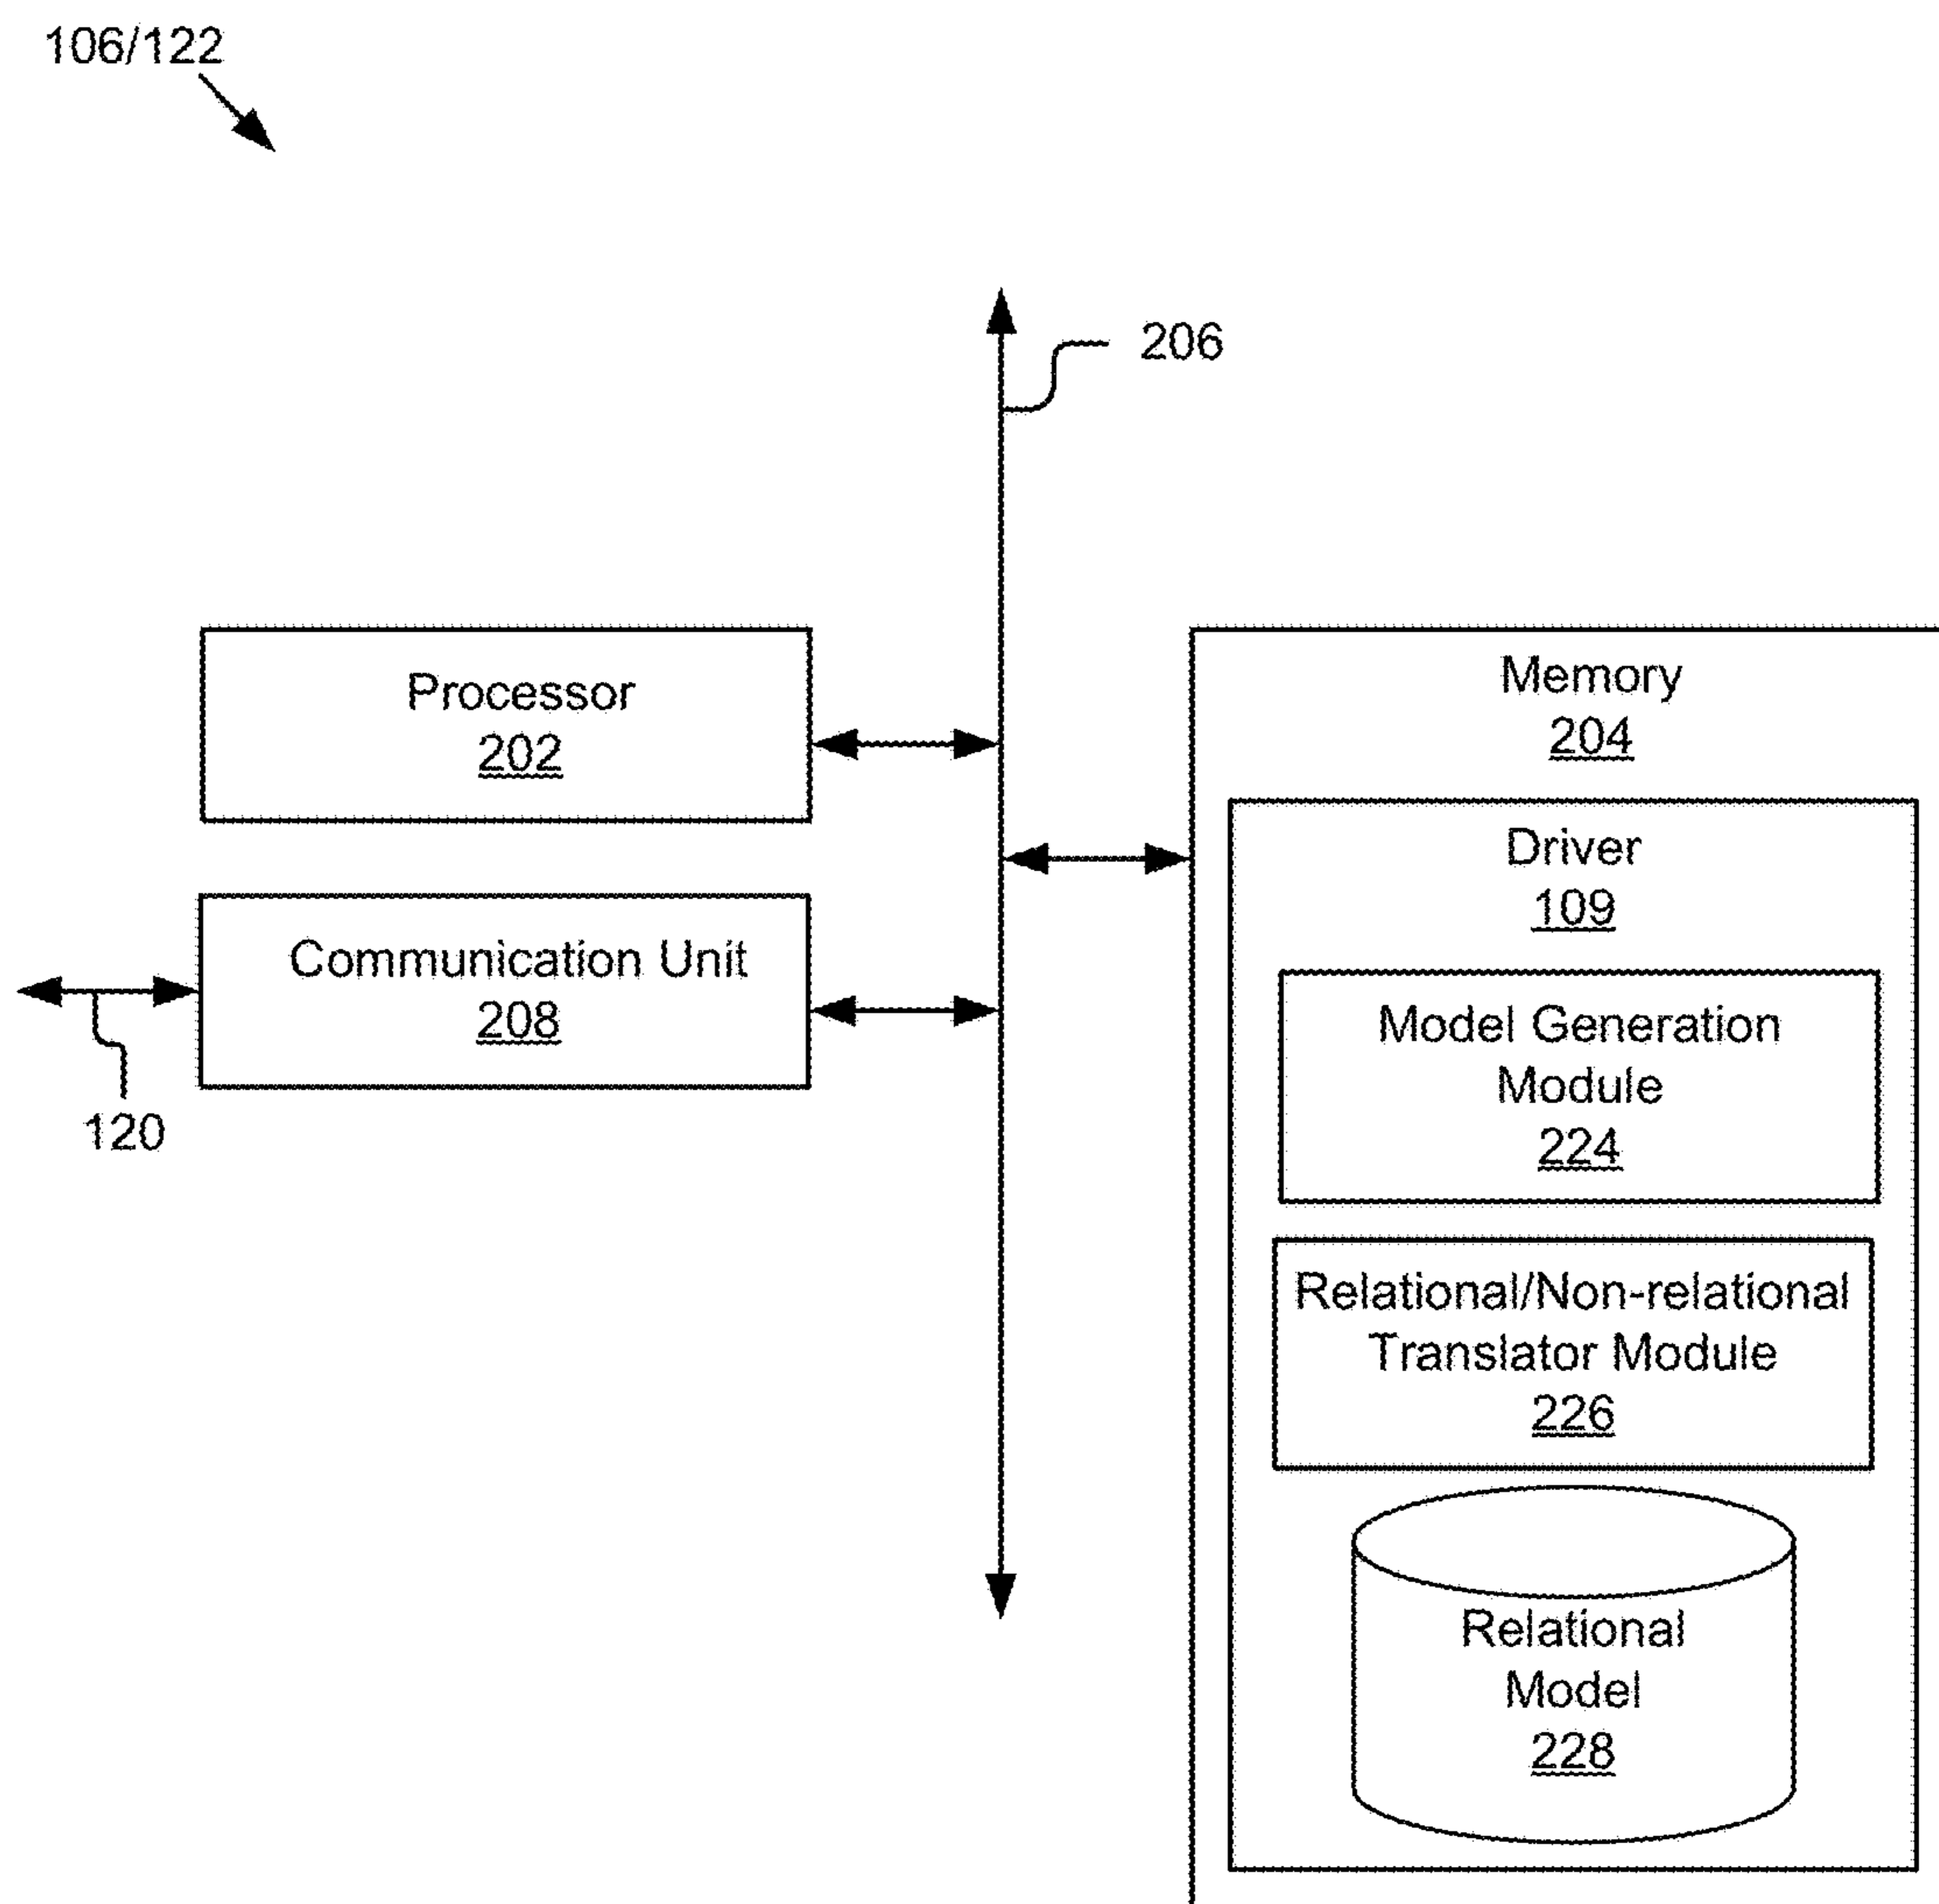 106/122
206
Processor
202
Communication Unit
208
120
Memory
204
Driver
109
Model Generation
Module
224
Relational/Non-relational
Translator Module
226
Relational
Model
228